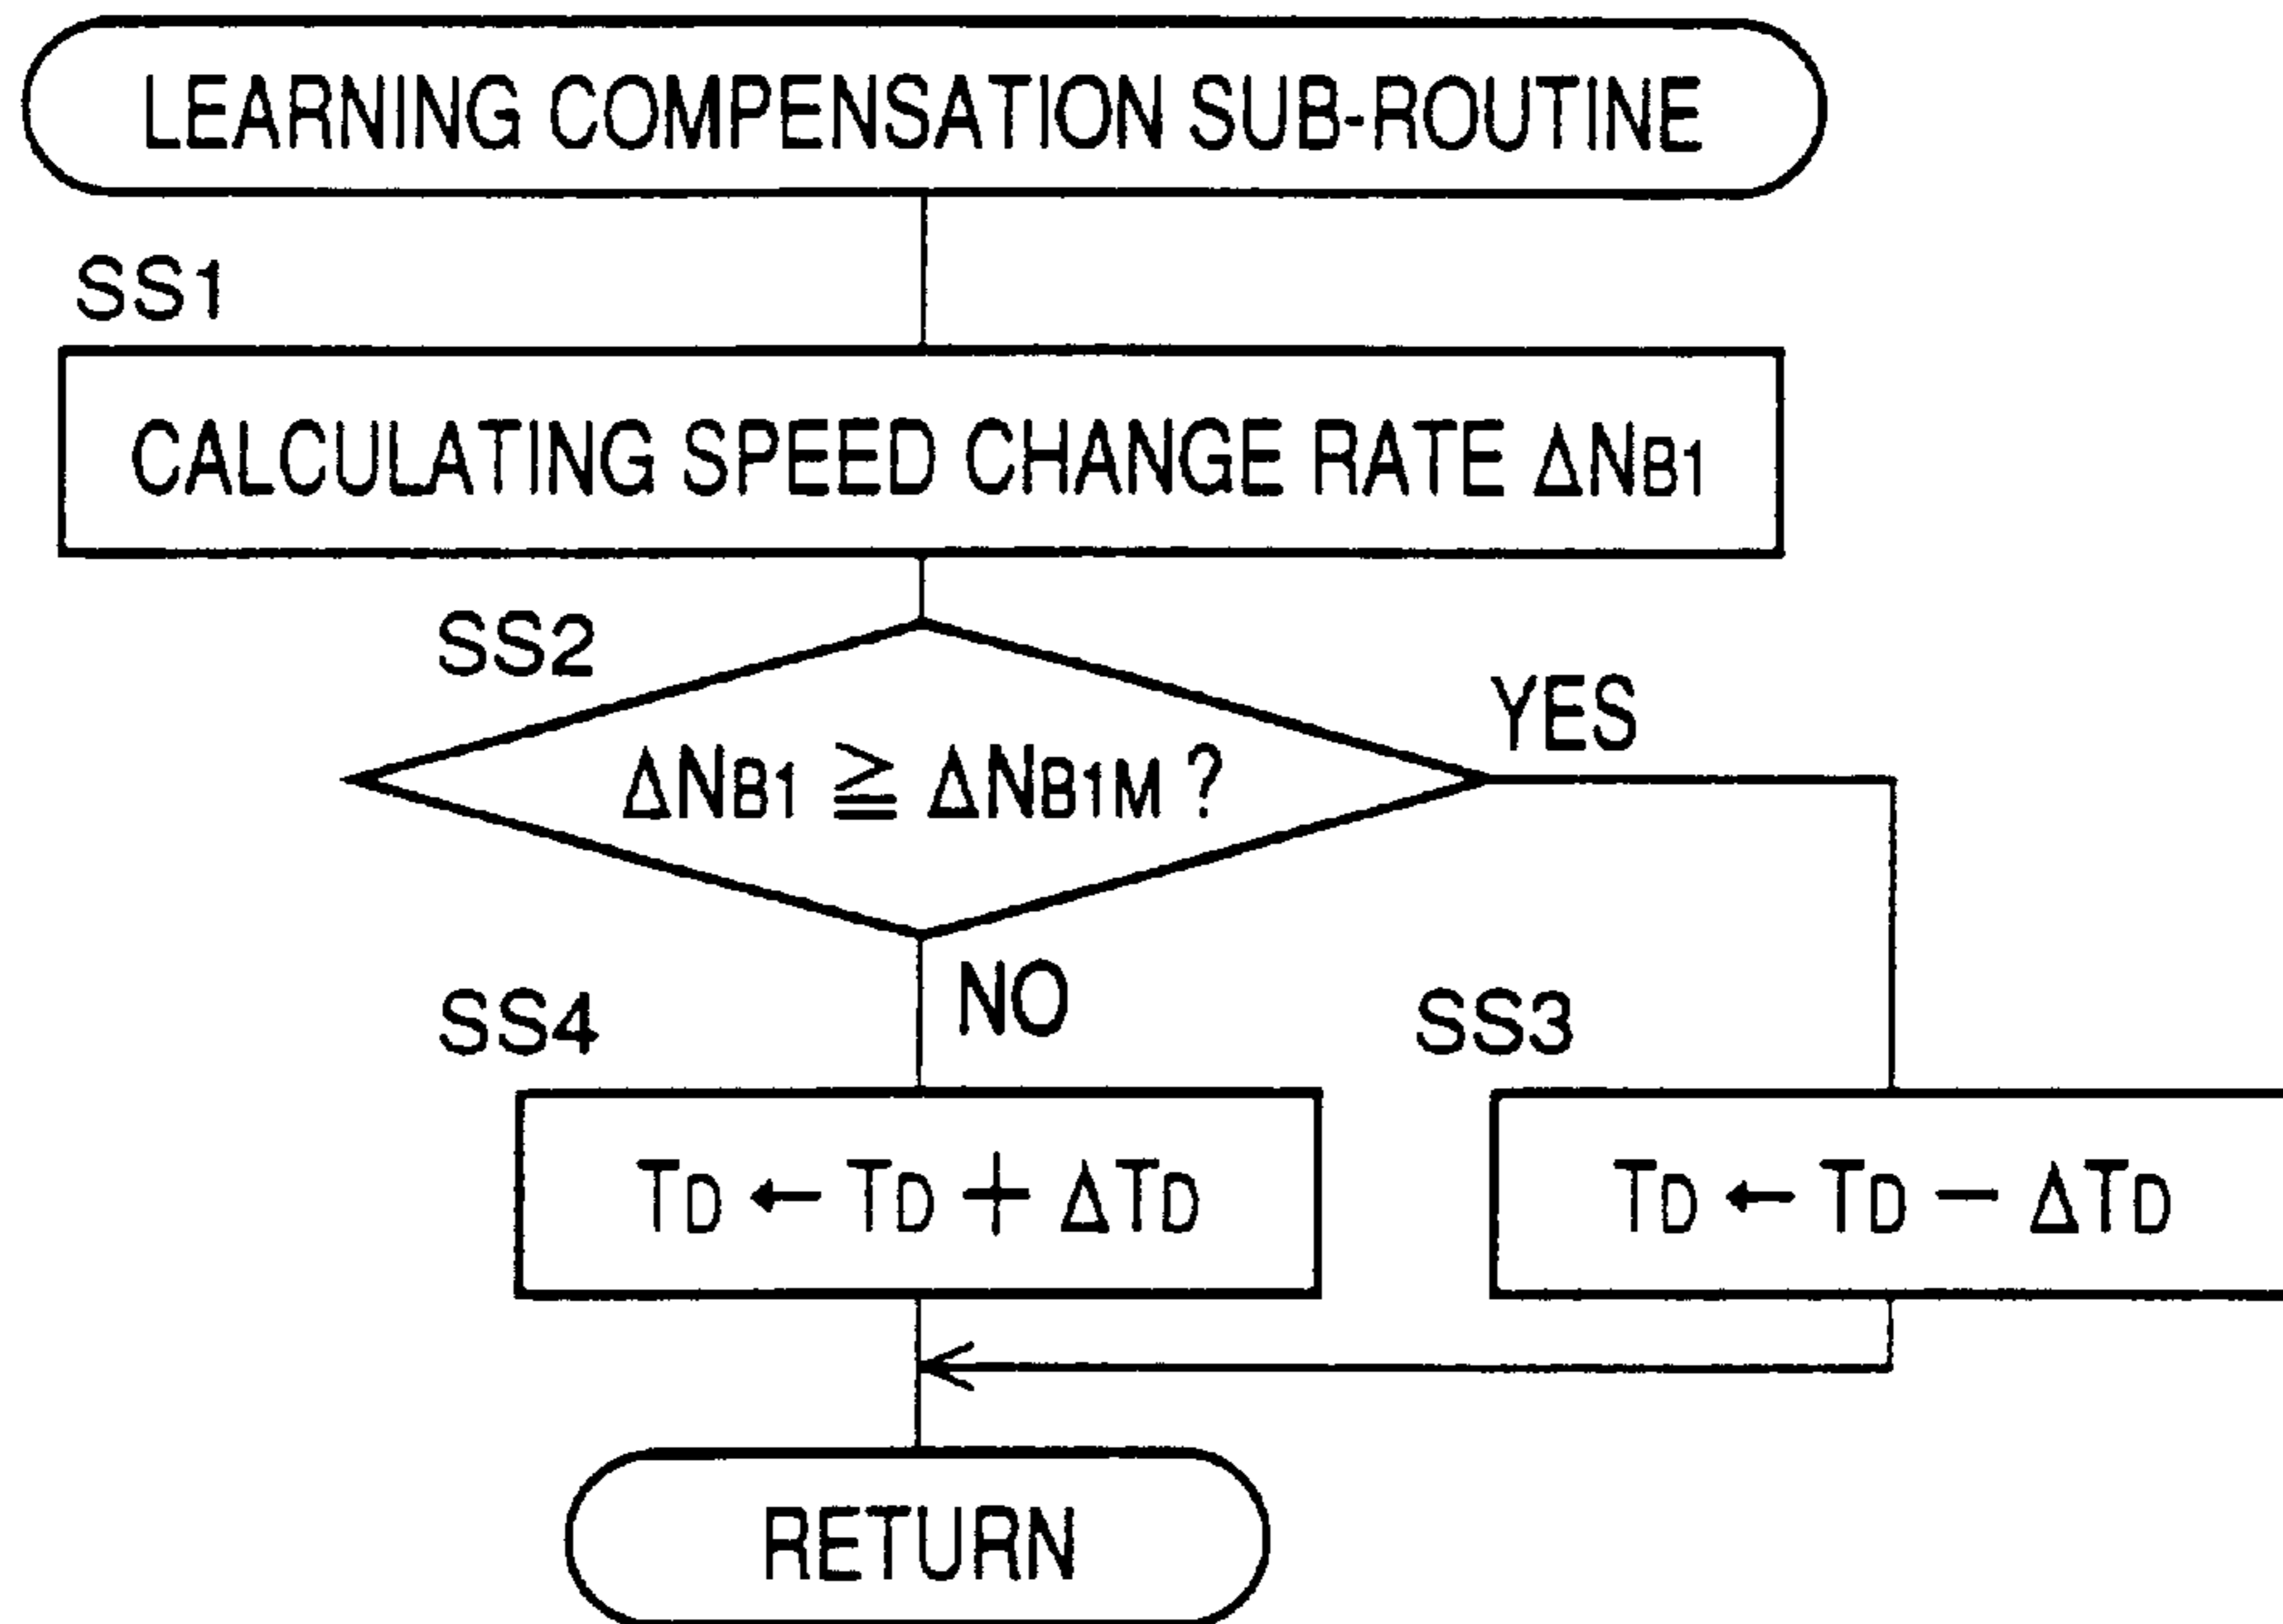 LEARNING COMPENSATION SUB-ROUTINE
SS1
CALCULATING SPEED CHANGE RATE ΔNB1
SS2
ΔNB1 ≧ ΔNB1M ?
YES
NO
SS4
TD ← TD + ΔTD
SS3
TD ← TD − ΔTD
RETURN